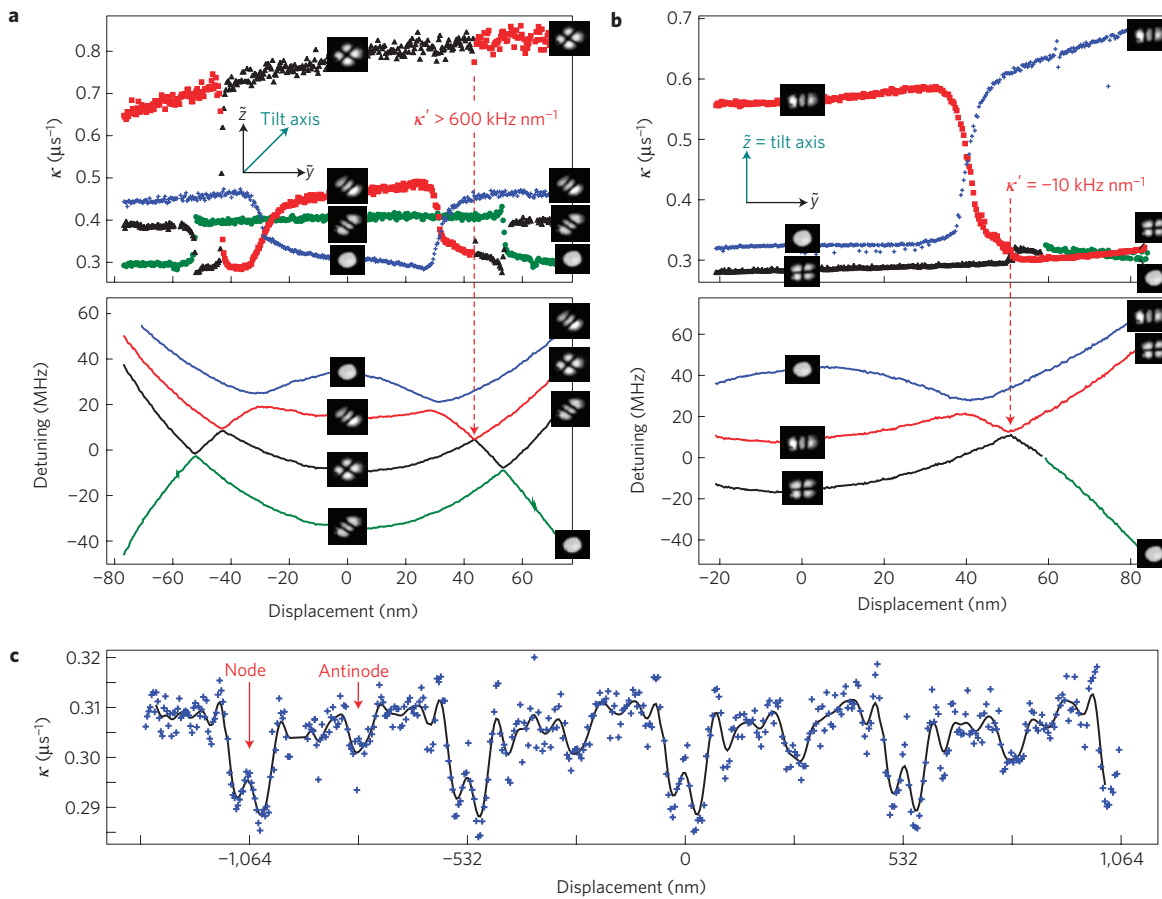 a
κ (μs⁻¹)
0.8
0.7
0.6
0.5
0.4
0.3
z̃
Tilt axis
ỹ
κ′ > 600 kHz nm⁻¹
Detuning (MHz)
60
40
20
0
−20
−40
−80 −60 −40 −20 0 20 40 60
Displacement (nm)
b
κ (μs⁻¹)
0.7
0.6
0.5
0.4
0.3
z̃ = tilt axis
ỹ
κ′ = −10 kHz nm⁻¹
Detuning (MHz)
60
40
20
0
−20
−40
−20 0 20 40 60 80
Displacement (nm)
c
κ (μs⁻¹)
0.32
0.31
0.30
0.29
Node
Antinode
−1,064 −532 0 532 1,064
Displacement (nm)